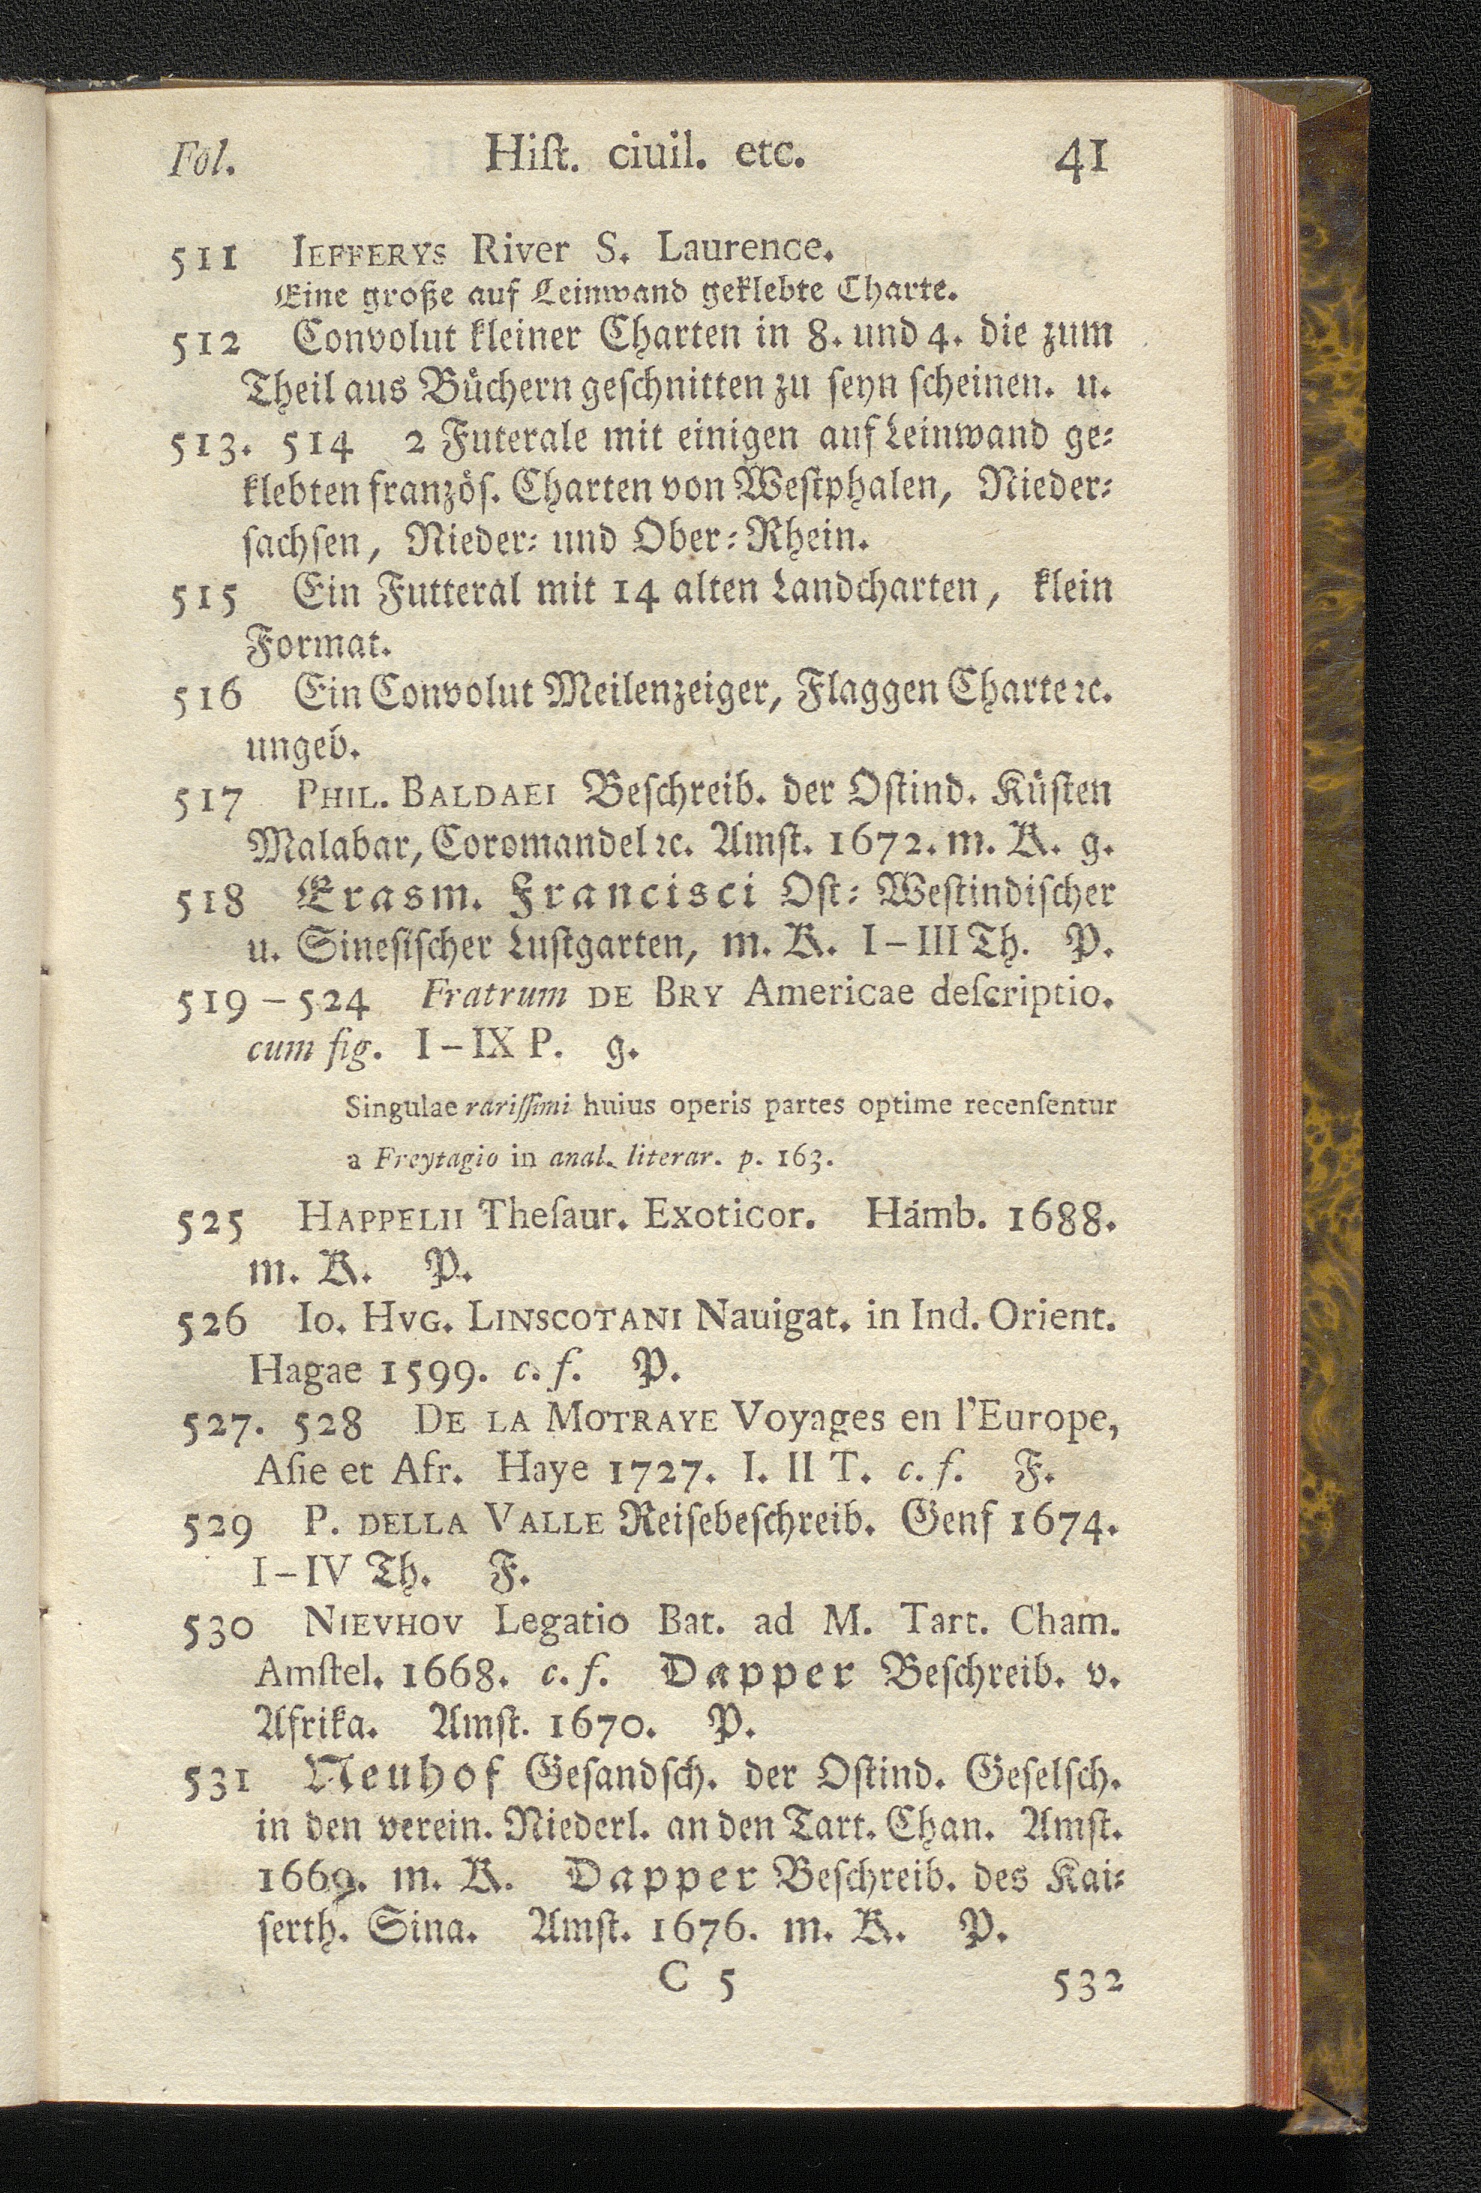 Fol. Hiſt. ciuil. etc. 41
511 IEFFERYS River S. Laurence.
Eine große auf Leinwand geklebte Charte.
512 Convolut kleiner Charten in 8. und 4. die zum
Theil aus Büchern geſchnitten zu ſeyn ſcheinen. u.
513. 514 2 Futerale mit einigen auf Leinwand ge⸗
klebten franzöſ. Charten von Weſtphalen, Nieder⸗
ſachſen, Nieder⸗ und Ober⸗Rhein.
515 Ein Futteral mit 14 alten Landcharten, klein
Format.
516 Ein Convolut Meilenzeiger, Flaggen Charte ꝛc.
ungeb.
517 PHIL. BALDAEI Beſchreib. der Oſtind. Küſten
Malabar, Coromandel ꝛc. Amſt. 1672. m. K. g.
518 Erasm. Francisci Oſt⸗ Weſtindiſcher
u. Sineſiſcher Luſtgarten, m. K. I–III Th. P.
519–524 Fratrum DE BRY Americae deſcriptio.
cum fig. I–IX P. g.
Singulae rariſſimi huius operis partes optime recenſentur
a Freytagio in anal. literar. p. 163.
525 HAPPELII Theſaur. Exoticor. Hamb. 1688.
m. K. P.
526 Io. HVG. LINSCOTANI Nauigat. in Ind. Orient.
Hagae 1599. c. f. P.
527. 528 DE LA MOTRAYE Voyages en l'Europe,
Aſie et Afr. Haye 1727. I. II T. c. f. F.
529 P. DELLA VALLE Reiſebeſchreib. Genf 1674.
I–IV Th. F.
530 NIEVHOV Legatio Bat. ad M. Tart. Cham.
Amſtel. 1668. c. f. Dapper Beſchreib. v.
Afrika. Amſt. 1670. P.
531 Neuhof Geſandſch. der Oſtind. Geſelſch.
in den verein. Niederl. an den Tart. Chan. Amſt.
1669. m. K. Dapper Beſchreib. des Kai⸗
ſerth. Sina. Amſt. 1676. m. K. P.
C 5 532